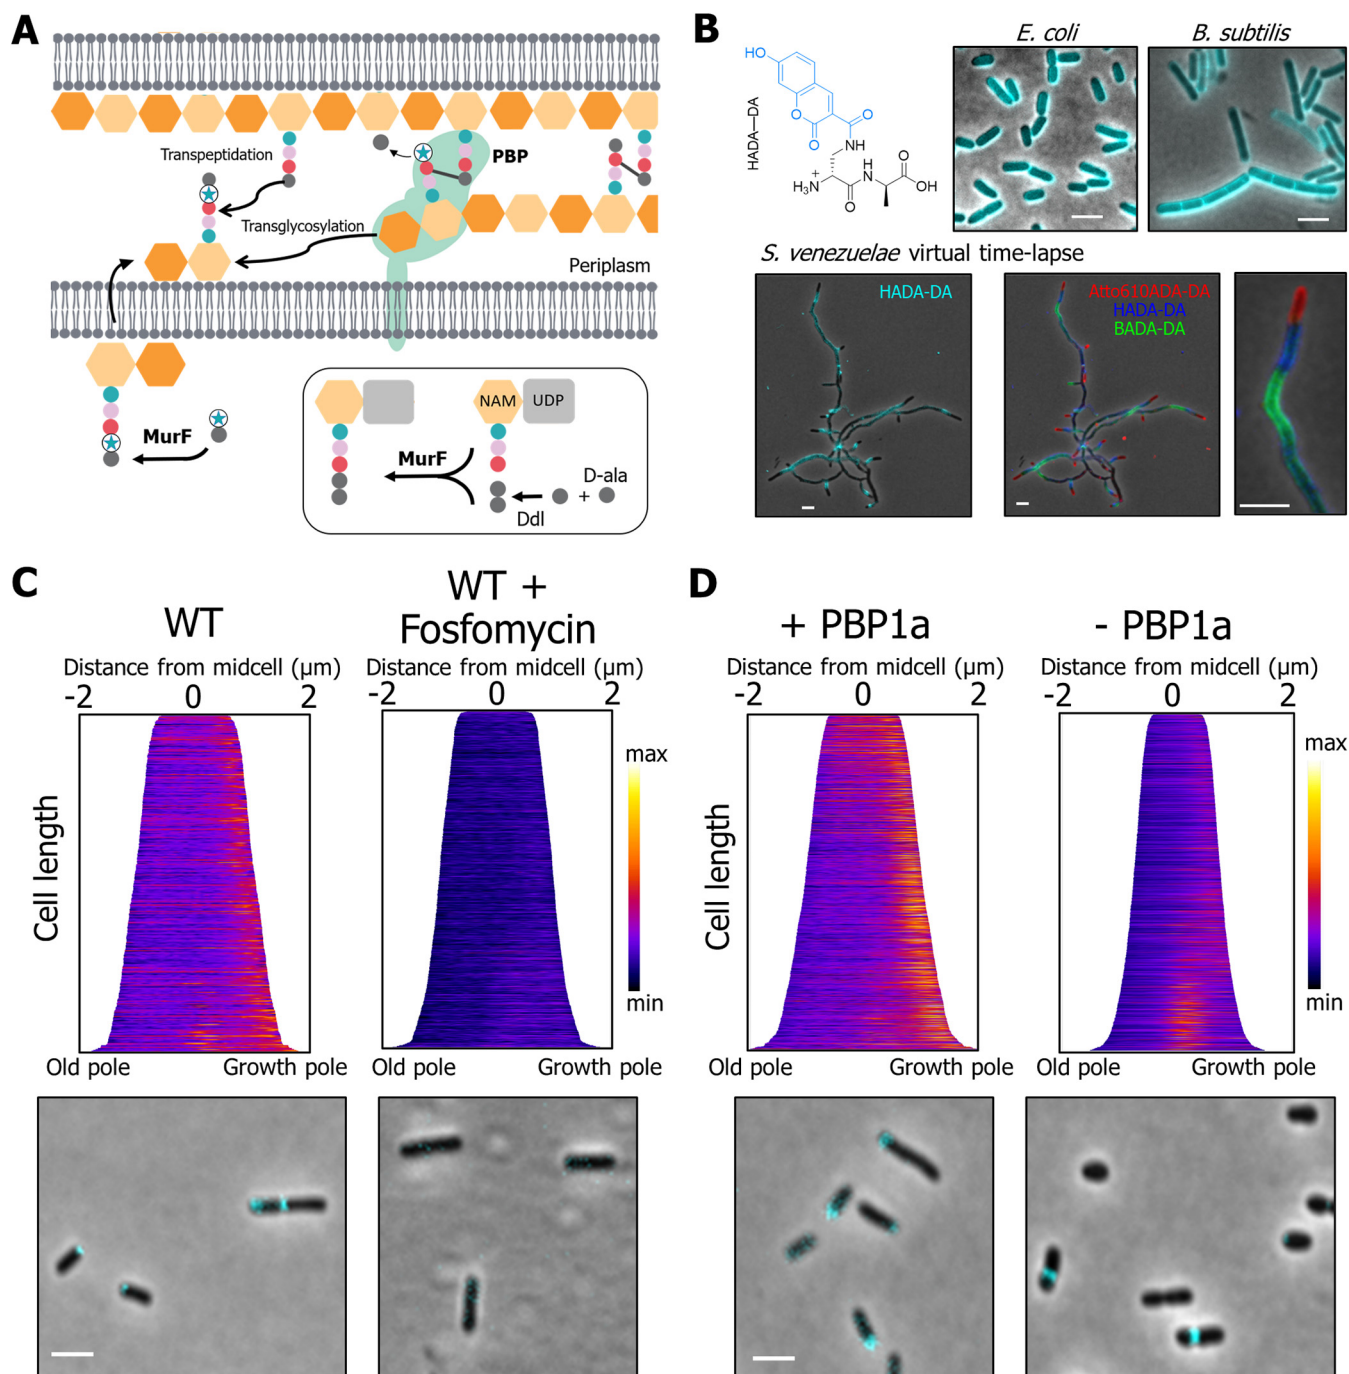 A
Transpeptidation
PBP
Transglycosylation
Periplasm
MurF
NAM
UDP
MurF
D-ala
+
Ddl
B
E. coli
B. subtilis
HADA—DA
HO
O
O
O
NH
H₃N
+
O
HN
O
OH
S. venezuelae virtual time-lapse
HADA-DA
Atto610ADA-DA
HADA-DA
BADA-DA
C
WT
WT +
Fosfomycin
Distance from midcell (µm)
-2 0 2
Distance from midcell (µm)
-2 0 2
Cell length
max
min
Old pole
Growth pole
Old pole
Growth pole
D
+ PBP1a
- PBP1a
Distance from midcell (µm)
-2 0 2
Distance from midcell (µm)
-2 0 2
Cell length
max
min
Old pole
Growth pole
Old pole
Growth pole